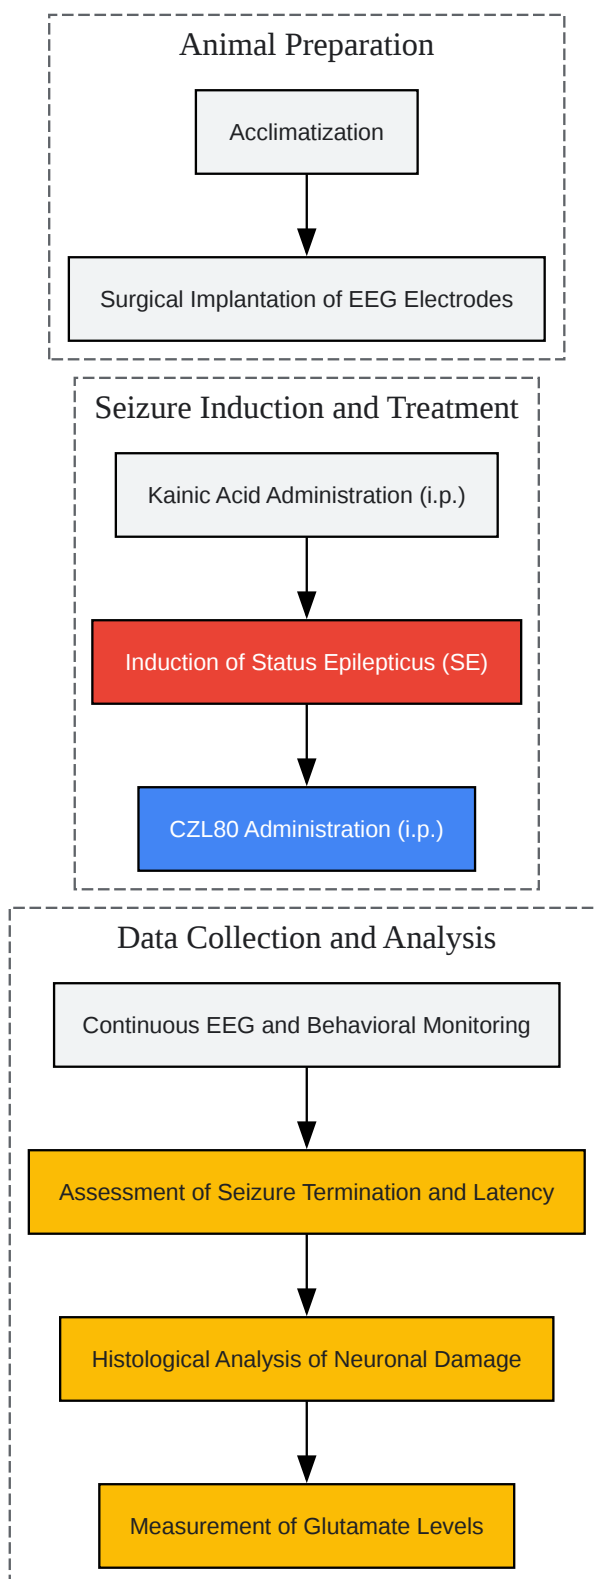 Animal Preparation
Acclimatization
Surgical Implantation of EEG Electrodes
Seizure Induction and Treatment
Kainic Acid Administration (i.p.)
Induction of Status Epilepticus (SE)
CZL80 Administration (i.p.)
Data Collection and Analysis
Continuous EEG and Behavioral Monitoring
Assessment of Seizure Termination and Latency
Histological Analysis of Neuronal Damage
Measurement of Glutamate Levels